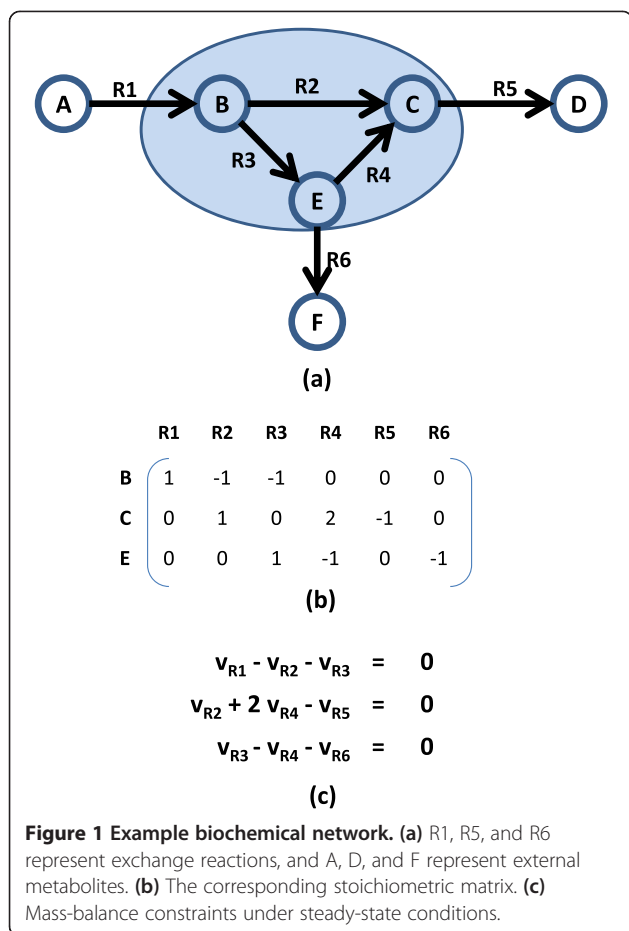 A R1 B R2 C R5 D
R3 R4
E
R6
F
(a)
R1 R2 R3 R4 R5 R6
B 1 -1 -1 0 0 0
C 0 1 0 2 -1 0
E 0 0 1 -1 0 -1
(b)
vR1 - vR2 - vR3 = 0
vR2 + 2 vR4 - vR5 = 0
vR3 - vR4 - vR6 = 0
(c)
Figure 1 Example biochemical network. (a) R1, R5, and R6
represent exchange reactions, and A, D, and F represent external
metabolites. (b) The corresponding stoichiometric matrix. (c)
Mass-balance constraints under steady-state conditions.